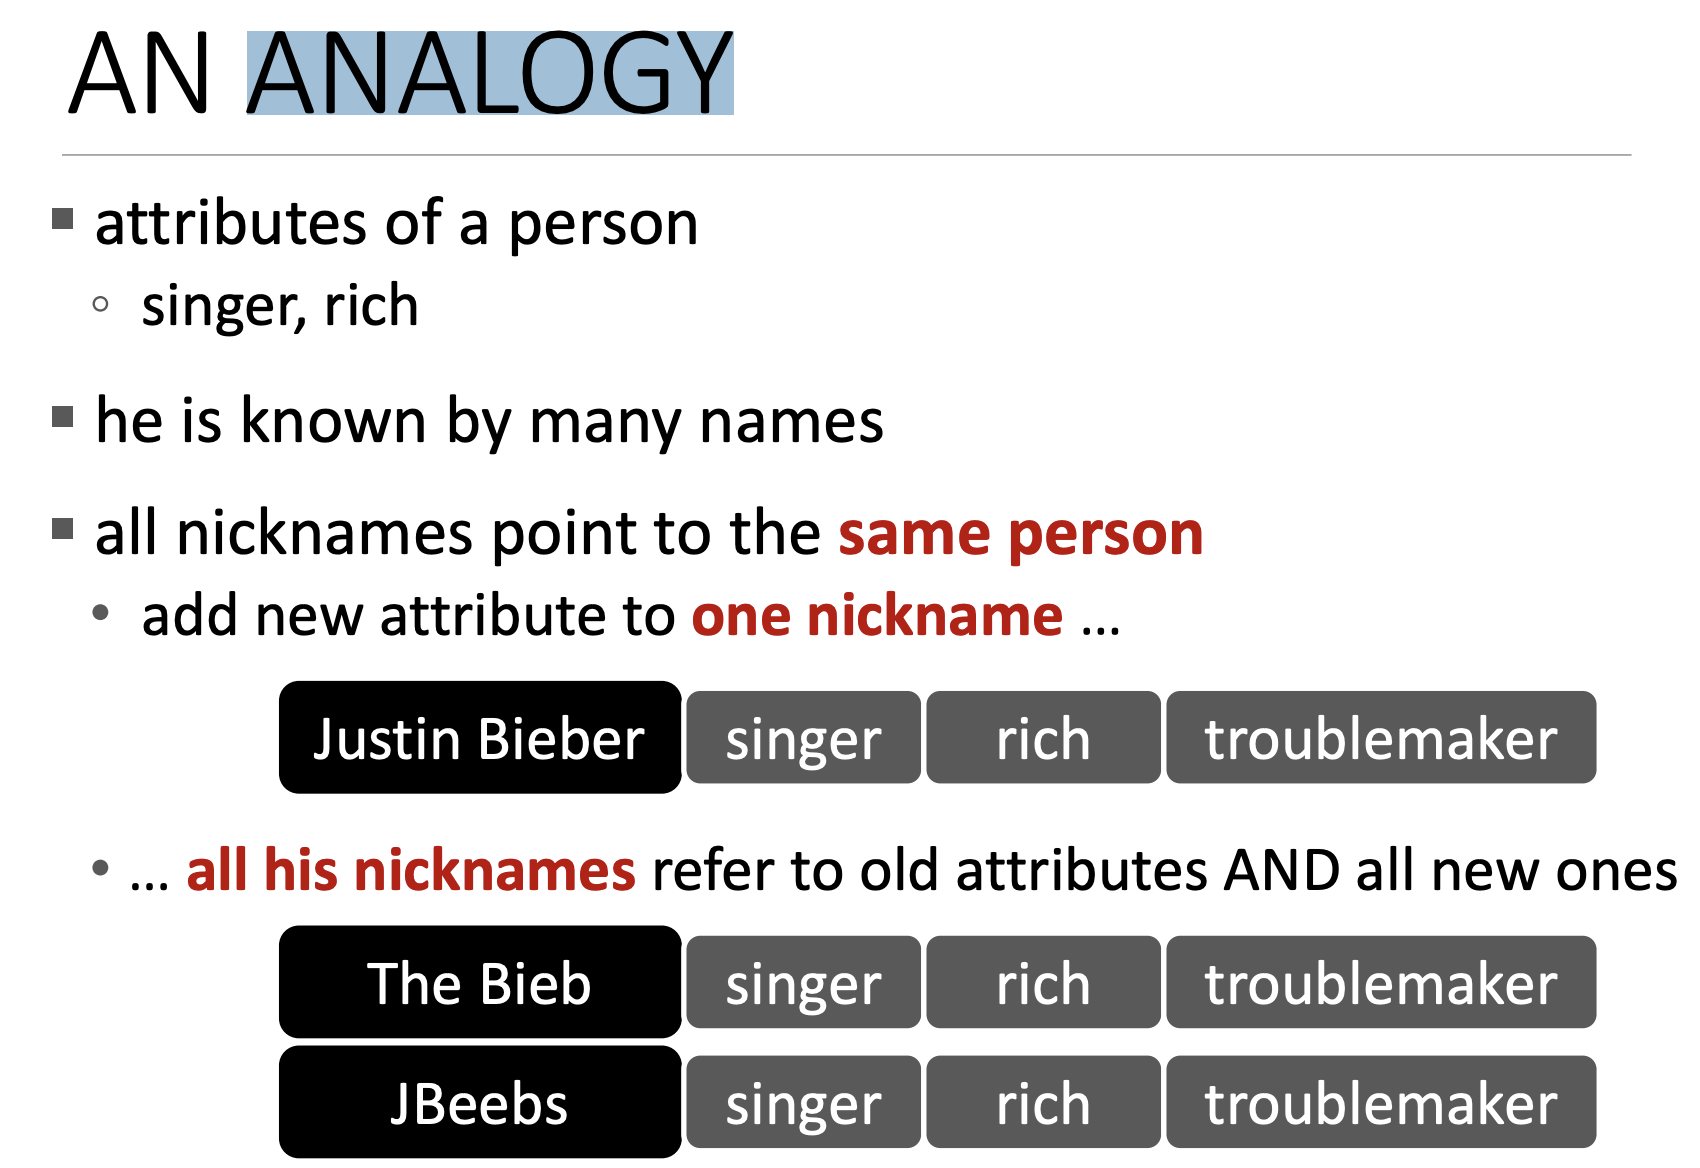 AN ANALOGY
attributes of a person
singer, rich
he is known by many names
all nicknames point to the same person
add new attribute to one nickname …
Justin Bieber singer rich troublemaker
… all his nicknames refer to old attributes AND all new ones
The Bieb singer rich troublemaker
JBeebs singer rich troublemaker